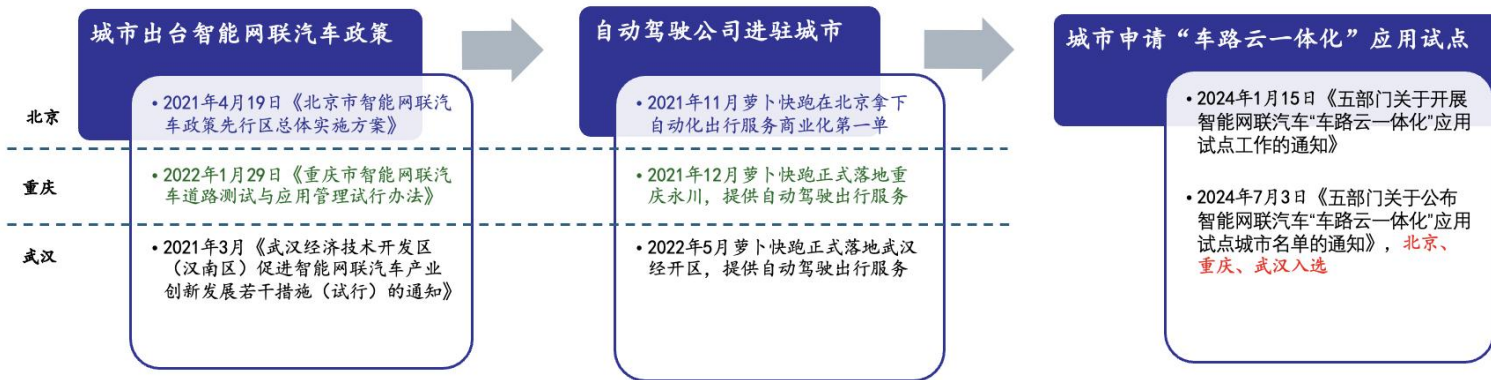 城市出台智能网联汽车政策
自动驾驶公司进驻城市
城市申请“车路云一体化”应用试点
北京
• 2021年4月19日《北京市智能网联汽
车政策先行区总体实施方案》
• 2021年11月萝卜快跑在北京拿下
自动化出行服务商业化第一单
重庆
• 2022年1月29日《重庆市智能网联汽
车道路测试与应用管理试行办法》
• 2021年12月萝卜快跑正式落地重
庆永川，提供自动驾驶出行服务
武汉
• 2021年3月《武汉经济技术开发区
（汉南区）促进智能网联汽车产业
创新发展若干措施（试行）的通知》
• 2022年5月萝卜快跑正式落地武汉
经开区，提供自动驾驶出行服务
• 2024年1月15日《五部门关于开展
智能网联汽车“车路云一体化”应用
试点工作的通知》
• 2024年7月3日《五部门关于公布
智能网联汽车“车路云一体化”应用
试点城市名单的通知》，北京、
重庆、武汉入选